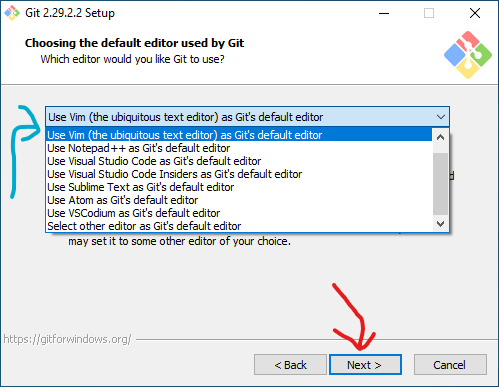 Git 2.29.2.2 Setup
Choosing the default editor used by Git
Which editor would you like Git to use?
Use Vim (the ubiquitous text editor) as Git's default editor
Use Vim (the ubiquitous text editor) as Git's default editor
Use Notepad++ as Git's default editor
Use Visual Studio Code as Git's default editor
Use Visual Studio Code Insiders as Git's default editor
Use Sublime Text as Git's default editor
Use Atom as Git's default editor
Use VSCodium as Git's default editor
Select other editor as Git's default editor
may set it to some other editor of your choice.
https://gitforwindows.org/
< Back
Next >
Cancel